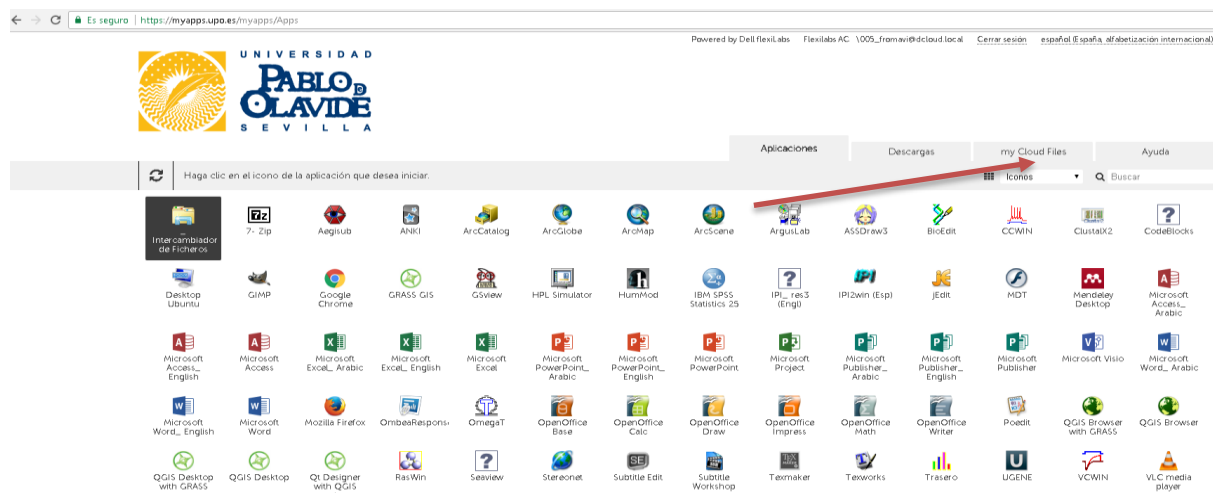 Es seguro | https://myapps.upo.es/myapps/Apps
Powered by Dell flexiLabs Flexilabs AC \005_fromavi@dcloud.local Cerrar sesión español (España, alfabetización internacional)
UNIVERSIDAD
PABLO DE
OLAVIDE
SEVILLA
Aplicaciones Descargas my Cloud Files Ayuda
Haga clic en el icono de la aplicación que desea iniciar. Iconos Buscar
_ Intercambiador de Ficheros
7- Zip
Aegisub
ANKI
ArcCatalog
ArcGlobe
ArcMap
ArcScene
ArgusLab
ASSDraw3
BioEdit
CCWIN
ClustalX2
CodeBlocks
Desktop Ubuntu
GIMP
Google Chrome
GRASS GIS
GSview
HPL Simulator
HumMod
IBM SPSS Statistics 25
IPI_ res3 (Engl)
IPI2win (Esp)
jEdit
MDT
Mendeley Desktop
Microsoft Access_ Arabic
Microsoft Access_ English
Microsoft Access
Microsoft Excel_ Arabic
Microsoft Excel_ English
Microsoft Excel
Microsoft PowerPoint_ Arabic
Microsoft PowerPoint_ English
Microsoft PowerPoint
Microsoft Project
Microsoft Publisher_ Arabic
Microsoft Publisher_ English
Microsoft Publisher
Microsoft Visio
Microsoft Word_ Arabic
Microsoft Word_ English
Microsoft Word
Mozilla Firefox
OmbeaRespons
OmegaT
OpenOffice Base
OpenOffice Calc
OpenOffice Draw
OpenOffice Impress
OpenOffice Math
OpenOffice Writer
Poedit
QGIS Browser with GRASS
QGIS Browser
QGIS Desktop with GRASS
QGIS Desktop
Qt Designer with QGIS
RasWin
Seaview
Stereonet
Subtitle Edit
Subtitle Workshop
Texmaker
Texworks
Trasero
UGENE
VCWIN
VLC media player